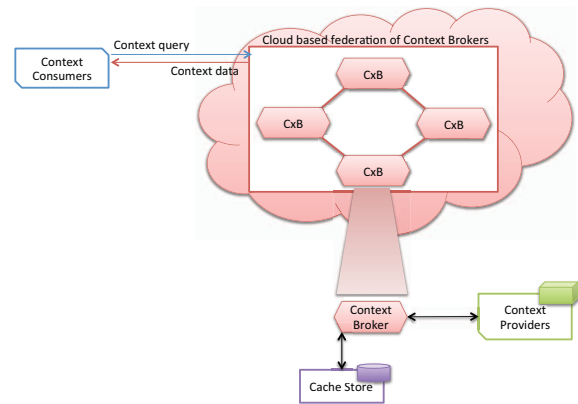 Cloud based federation of Context Brokers
Context query
Context data
Context
Consumers
CxB
CxB
CxB
CxB
Context
Broker
Context
Providers
Cache Store